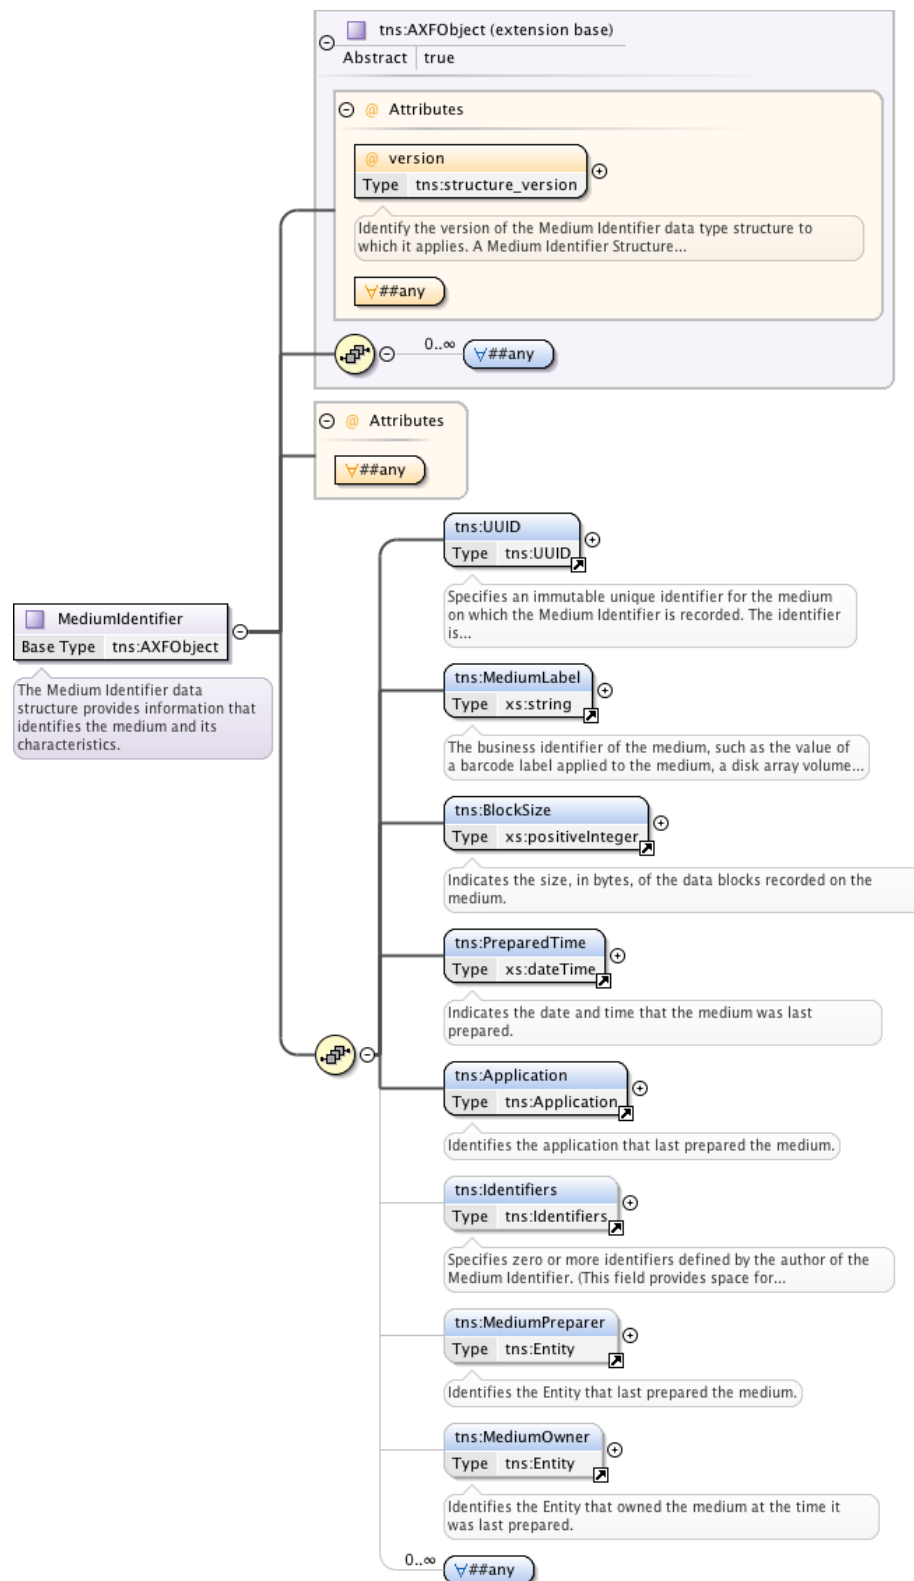 tns:AXFObject (extension base)
Abstract true
@ Attributes
@ version
Type tns:structure_version
Identify the version of the Medium Identifier data type structure to
which it applies. A Medium Identifier Structure...
∀##any
0..∞
∀##any
@ Attributes
∀##any
tns:UUID
Type tns:UUID
Specifies an immutable unique identifier for the medium
on which the Medium Identifier is recorded. The identifier
is...
MediumIdentifier
Base Type tns:AXFObject
The Medium Identifier data
structure provides information that
identifies the medium and its
characteristics.
tns:MediumLabel
Type xs:string
The business identifier of the medium, such as the value of
a barcode label applied to the medium, a disk array volume...
tns:BlockSize
Type xs:positiveInteger
Indicates the size, in bytes, of the data blocks recorded on the
medium.
tns:PreparedTime
Type xs:dateTime
Indicates the date and time that the medium was last
prepared.
tns:Application
Type tns:Application
Identifies the application that last prepared the medium.
tns:Identifiers
Type tns:Identifiers
Specifies zero or more identifiers defined by the author of the
Medium Identifier. (This field provides space for...
tns:MediumPreparer
Type tns:Entity
Identifies the Entity that last prepared the medium.
tns:MediumOwner
Type tns:Entity
Identifies the Entity that owned the medium at the time it
was last prepared.
0..∞
∀##any